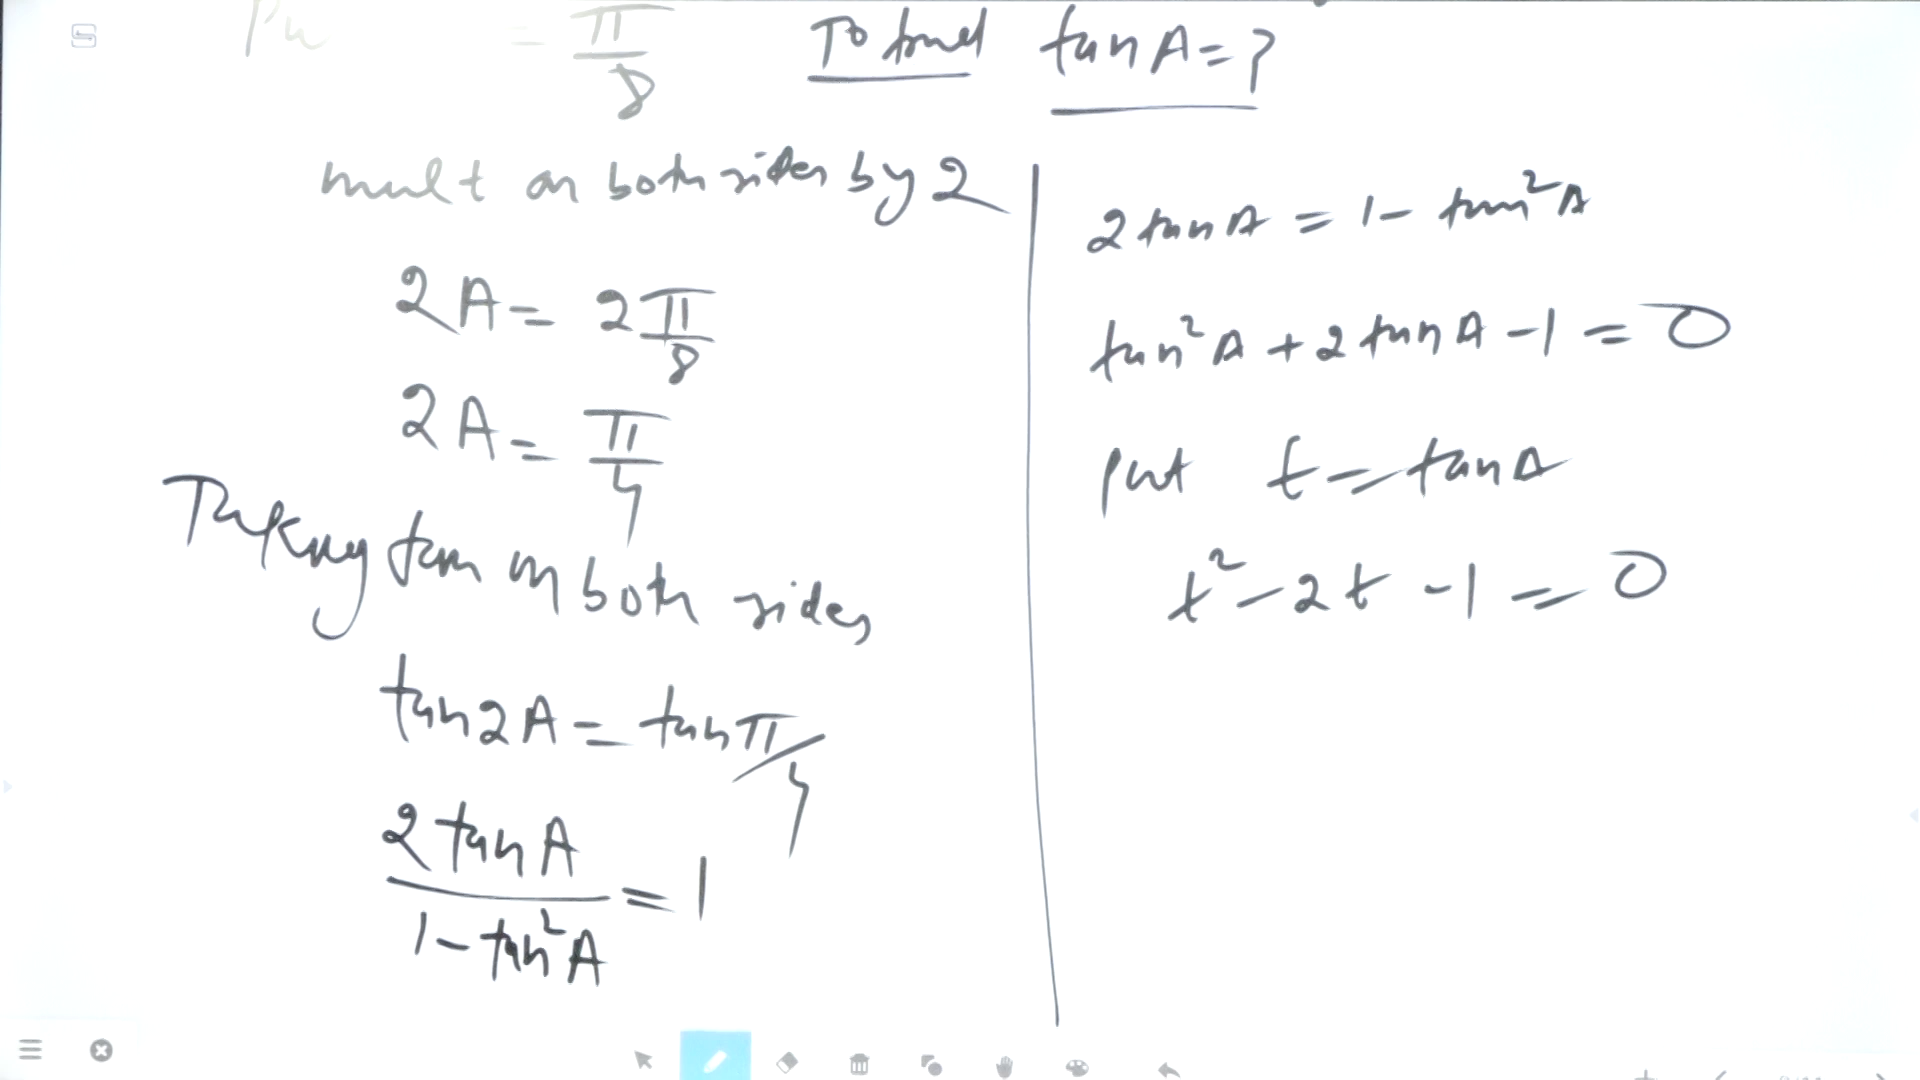 Pu = π/8 To find tan A = ?
mult on both sides by 2
2A = 2π/8
2A = π/4
Taking tan on both sides
tan 2A = tan π/4
2 tan A / 1 - tan²A = 1
2 tan A = 1 - tan²A
tan²A + 2 tan A - 1 = 0
put t = tan A
t² - 2t - 1 = 0